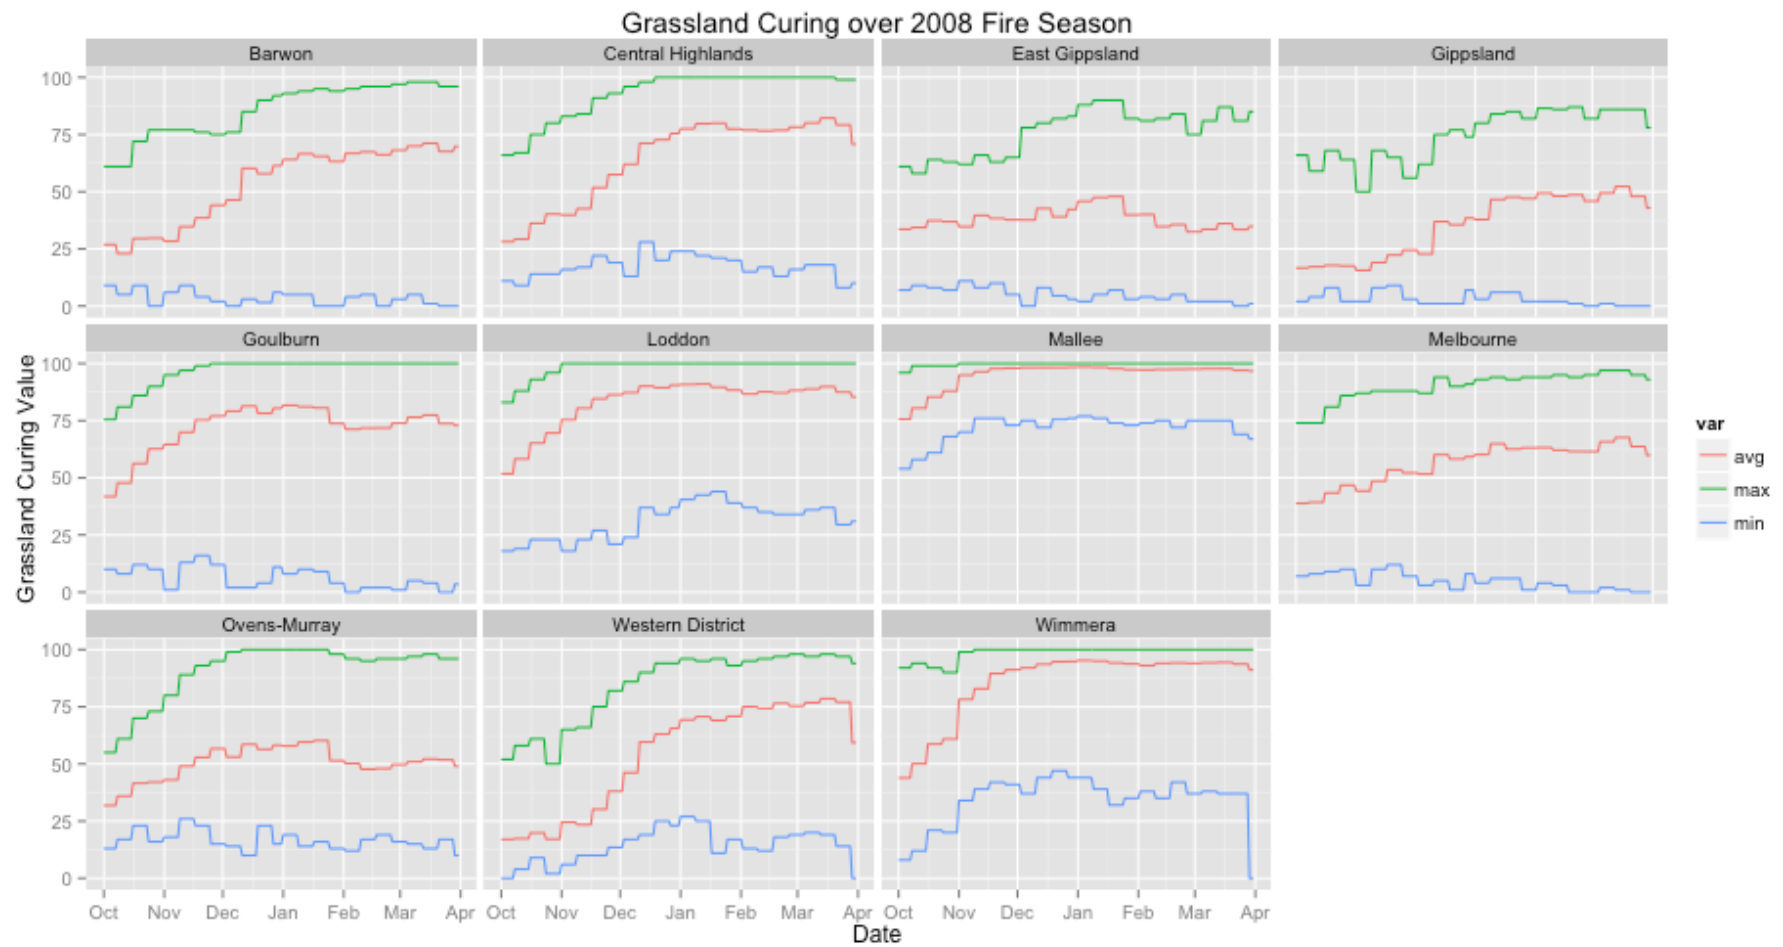 Grassland Curing over 2008 Fire Season
Barwon Central Highlands East Gippsland Gippsland
100
75
50
25
0
Goulburn Loddon Mallee Melbourne
100
75
50
25
0
Ovens-Murray Western District Wimmera
100
75
50
25
0
Oct Nov Dec Jan Feb Mar Apr Oct Nov Dec Jan Feb Mar Apr Oct Nov Dec Jan Feb Mar Apr
Date
Grassland Curing Value
var
avg
max
min